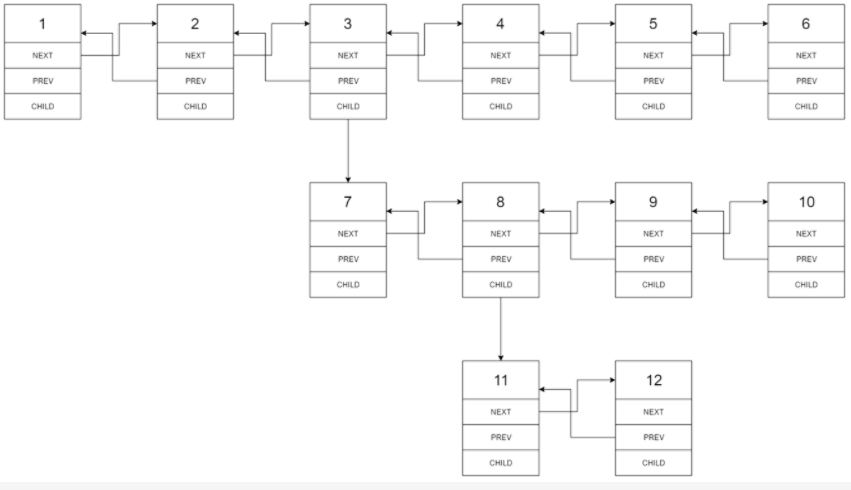 1 2 3 4 5 6
NEXT NEXT NEXT NEXT NEXT NEXT
PREV PREV PREV PREV PREV PREV
CHILD CHILD CHILD CHILD CHILD CHILD
7 8 9 10
NEXT NEXT NEXT NEXT
PREV PREV PREV PREV
CHILD CHILD CHILD CHILD
11 12
NEXT NEXT
PREV PREV
CHILD CHILD